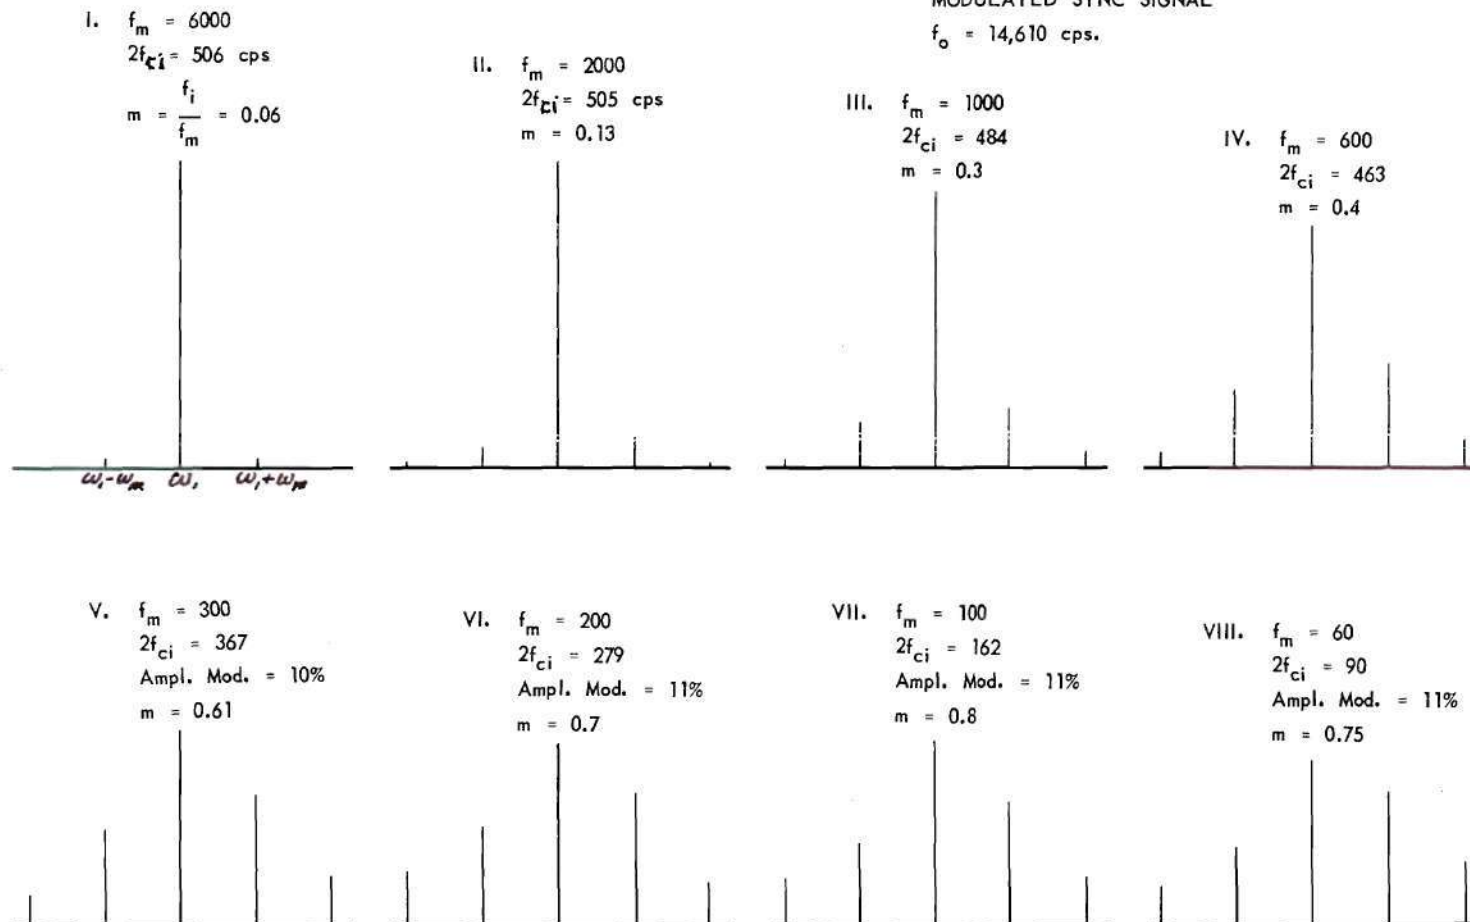 MODULATED SYNC SIGNAL
f_o = 14,610 cps.
I. f_m = 6000
2f_ci = 506 cps
m = f_i / f_m = 0.06
II. f_m = 2000
2f_ci = 505 cps
m = 0.13
III. f_m = 1000
2f_ci = 484
m = 0.3
IV. f_m = 600
2f_ci = 463
m = 0.4
ω₁-ω_m ω₁ ω₁+ω_m
V. f_m = 300
2f_ci = 367
Ampl. Mod. = 10%
m = 0.61
VI. f_m = 200
2f_ci = 279
Ampl. Mod. = 11%
m = 0.7
VII. f_m = 100
2f_ci = 162
Ampl. Mod. = 11%
m = 0.8
VIII. f_m = 60
2f_ci = 90
Ampl. Mod. = 11%
m = 0.75